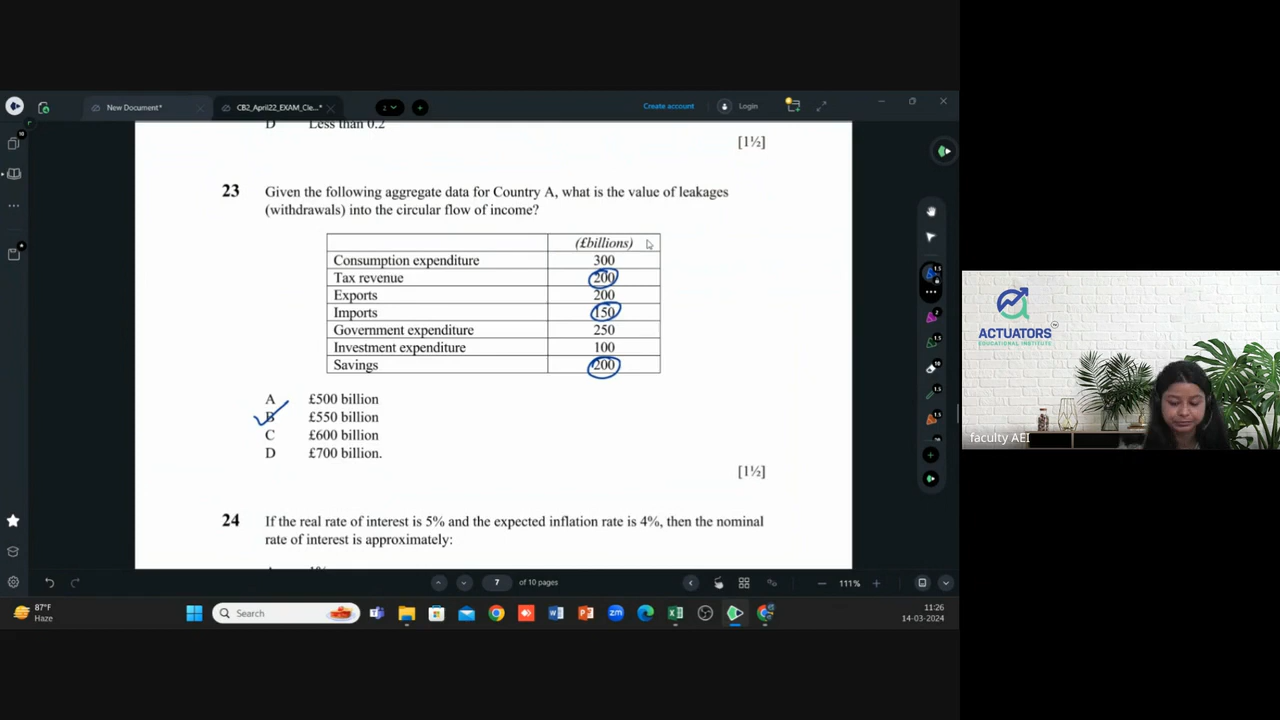 New Document*
CB2_April22_EXAM_Cle...*
2
Create account
Login
D Less than 0.2
[1½]
23 Given the following aggregate data for Country A, what is the value of leakages
(withdrawals) into the circular flow of income?
(£billions)
Consumption expenditure 300
Tax revenue 200
Exports 200
Imports 150
Government expenditure 250
Investment expenditure 100
Savings 200
A £500 billion
B £550 billion
C £600 billion
D £700 billion.
[1½]
24 If the real rate of interest is 5% and the expected inflation rate is 4%, then the nominal
rate of interest is approximately:
7 of 10 pages
111%
87°F
Haze
Search
11:26
14-03-2024
ACTUATORS
EDUCATIONAL INSTITUTE
faculty AEI